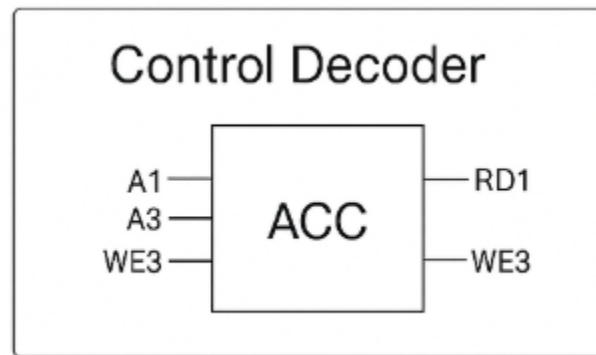 Control Decoder
A1
A3
WE3
ACC
RD1
WE3